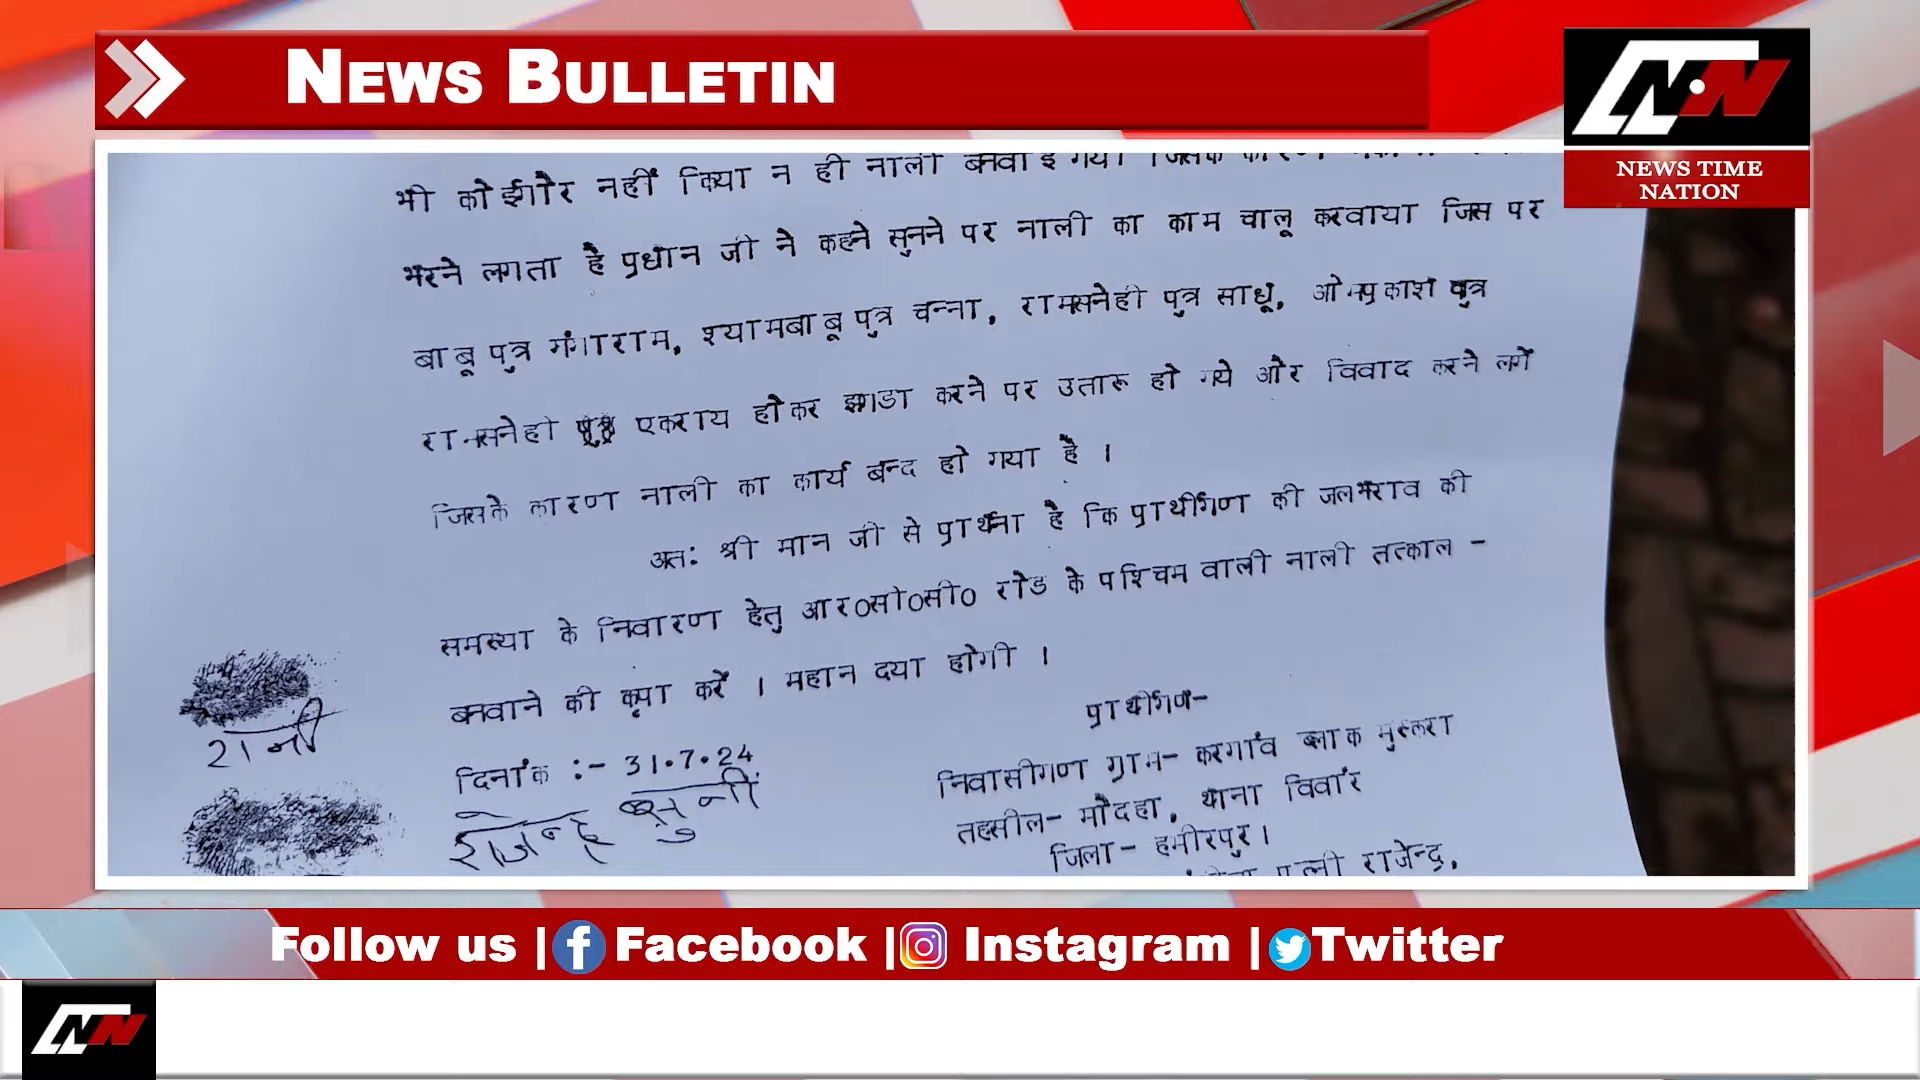 NEWS BULLETIN
NEWS TIME
NATION
भी कोई गौर नहीं किया न ही नाली बनवाई गयी जिसके कारण
भरने लगता है प्रधान जी ने कहने सुनने पर नाली का काम चालू करवाया जिस पर
बाबू पुत्र गंगाराम, श्यामबाबू पुत्र चन्ना, रामसनेही पुत्र साधू, ओमप्रकाश पुत्र
रामसनेही एकराय होकर झगडा करने पर उतारू हो गये और विवाद करने लगे
जिसके कारण नाली का कार्य बन्द हो गया है ।
अतः श्री मान जी से प्रार्थना है कि प्रार्थीगण की जलभराव की
समस्या के निवारण हेतु आर०सी०सी० रोड के पश्चिम वाली नाली तत्काल -
बनवाने की कृपा करें । महान दया होगी ।
प्रार्थीगण-
दिनांक :- 31.7.24
निवासीगण ग्राम- करगांव ब्लाक मुस्करा
तहसील- मौदहा, थाना विवांर
जिला- हमीरपुर ।
पत्नी राजेन्द्र,
रानी
राजेन्द्र
Follow us | Facebook | Instagram | Twitter